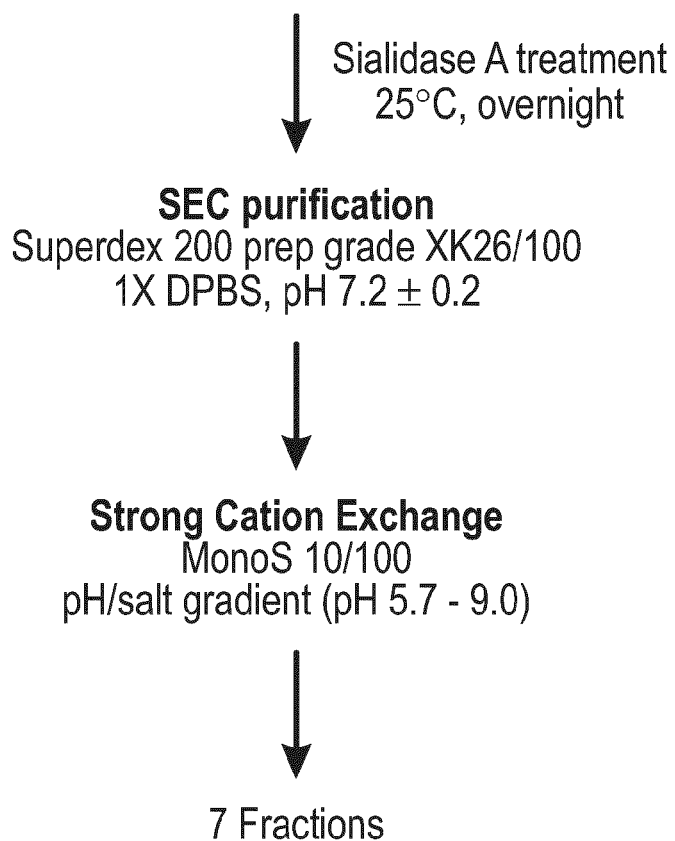 Sialidase A treatment
25°C, overnight
SEC purification
Superdex 200 prep grade XK26/100
1X DPBS, pH 7.2 ± 0.2
Strong Cation Exchange
MonoS 10/100
pH/salt gradient (pH 5.7 - 9.0)
7 Fractions